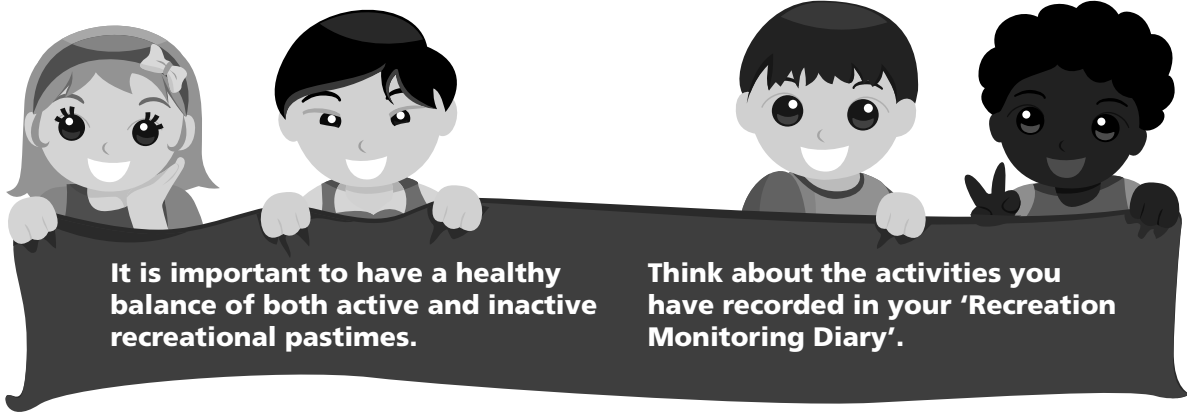 It is important to have a healthy
balance of both active and inactive
recreational pastimes.
Think about the activities you
have recorded in your ‘Recreation
Monitoring Diary’.